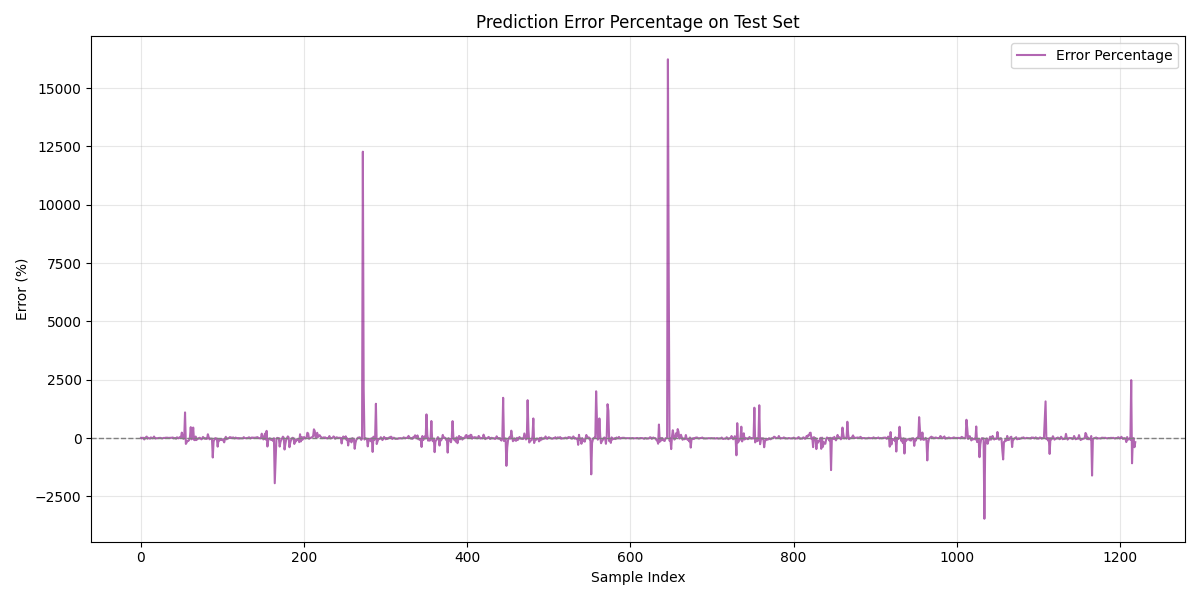 Prediction Error Percentage on Test Set
Error Percentage
15000
12500
10000
7500
5000
2500
0
−2500
Error (%)
0 200 400 600 800 1000 1200
Sample Index